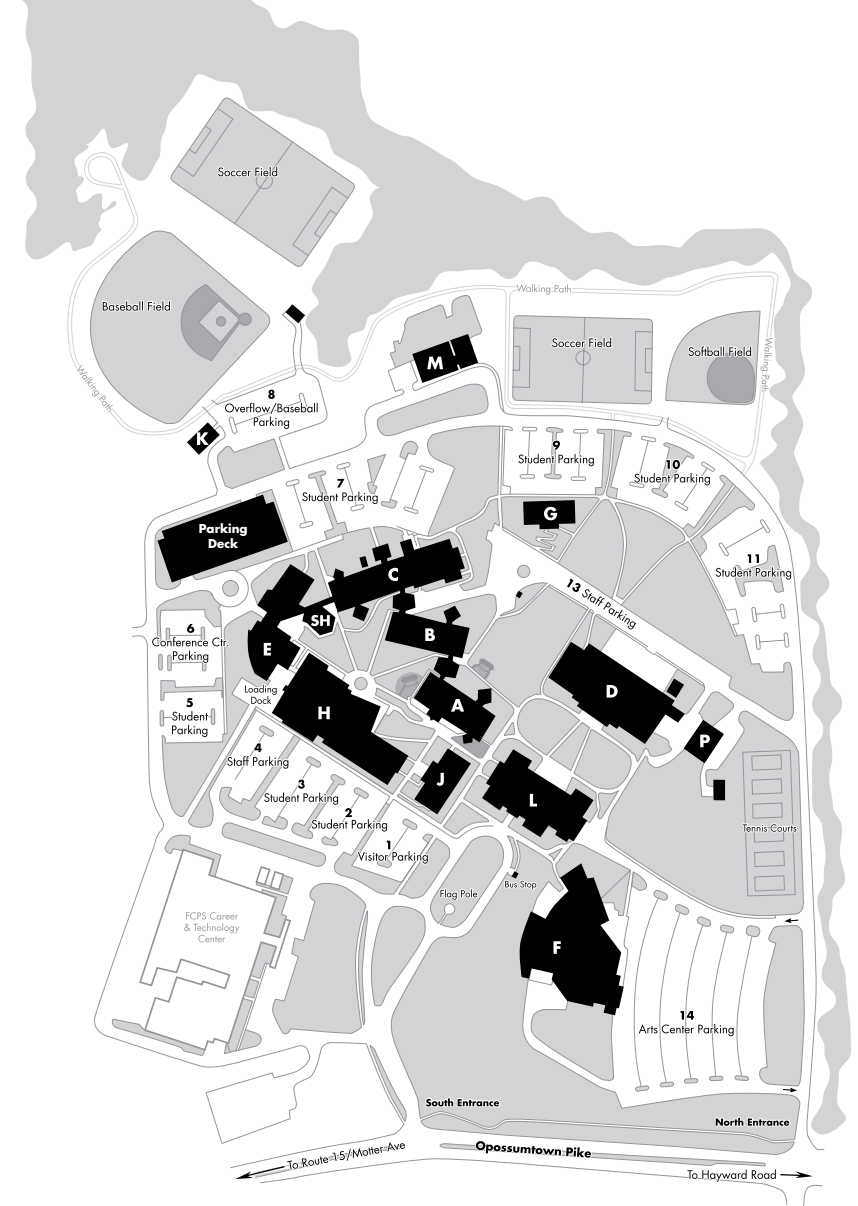 Soccer Field
Walking Path
Baseball Field
Soccer Field
Softball Field
Walking Path
M
Walking Path
8
Overflow/Baseball
Parking
K
9
Student Parking
10
Student Parking
7
Student Parking
G
Parking
Deck
11
Student Parking
C
13 Staff Parking
SH
B
6
Conference Ctr.
Parking
E
Loading
Dock
D
5
Student
Parking
H
A
P
4
Staff Parking
J
3
Student Parking
L
2
Student Parking
Tennis Courts
1
Visitor Parking
Bus Stop
Flag Pole
FCPS Career
& Technology
Center
F
14
Arts Center Parking
South Entrance
North Entrance
Opossumtown Pike
To Route 15/Motter Ave
To Hayward Road